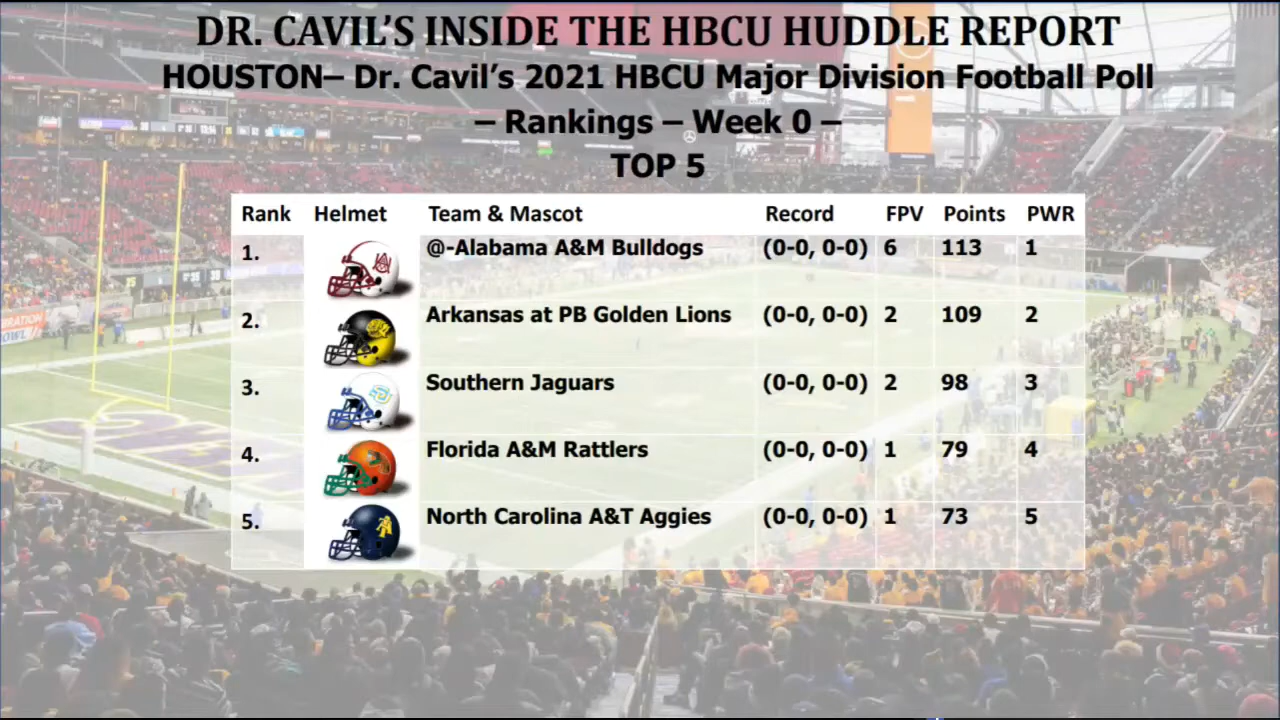 DR. CAVIL'S INSIDE THE HBCU HUDDLE REPORT
HOUSTON– Dr. Cavil's 2021 HBCU Major Division Football Poll
– Rankings – Week 0 –
TOP 5
Rank Helmet Team & Mascot Record FPV Points PWR
1. @-Alabama A&M Bulldogs (0-0, 0-0) 6 113 1
2. Arkansas at PB Golden Lions (0-0, 0-0) 2 109 2
3. Southern Jaguars (0-0, 0-0) 2 98 3
4. Florida A&M Rattlers (0-0, 0-0) 1 79 4
5. North Carolina A&T Aggies (0-0, 0-0) 1 73 5